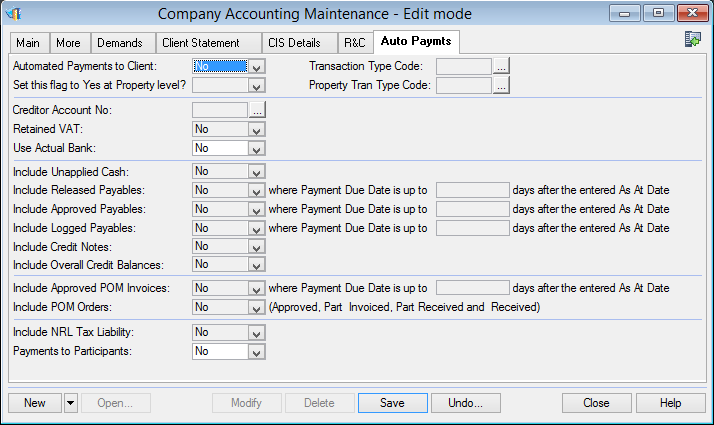 Company Accounting Maintenance - Edit mode
Main More Demands Client Statement CIS Details R&C Auto Paymts
Automated Payments to Client: No Transaction Type Code: ...
Set this flag to Yes at Property level? Property Tran Type Code: ...
Creditor Account No: ...
Retained VAT: No
Use Actual Bank: No
Include Unapplied Cash: No
Include Released Payables: No where Payment Due Date is up to days after the entered As At Date
Include Approved Payables: No where Payment Due Date is up to days after the entered As At Date
Include Logged Payables: No where Payment Due Date is up to days after the entered As At Date
Include Credit Notes: No
Include Overall Credit Balances: No
Include Approved POM Invoices: No where Payment Due Date is up to days after the entered As At Date
Include POM Orders: No (Approved, Part Invoiced, Part Received and Received)
Include NRL Tax Liability: No
Payments to Participants: No
New Open... Modify Delete Save Undo... Close Help